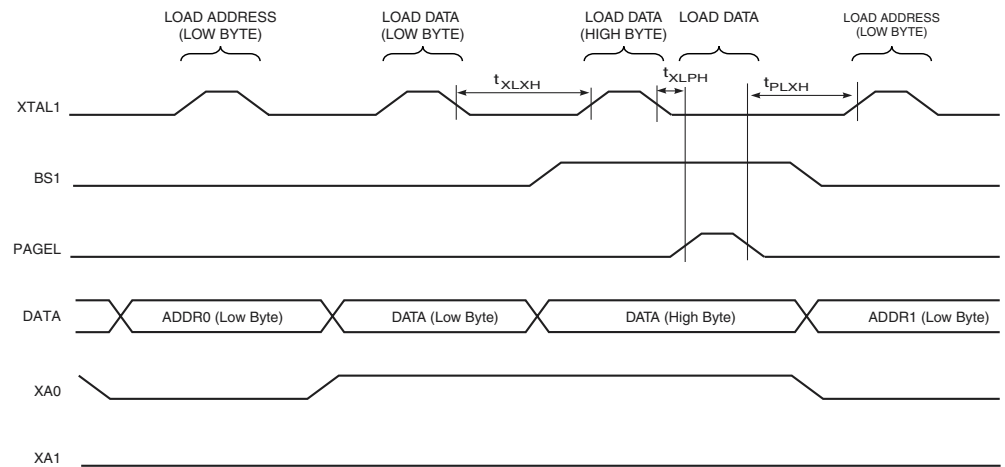 LOAD ADDRESS
(LOW BYTE)
LOAD DATA
(LOW BYTE)
LOAD DATA
(HIGH BYTE)
LOAD DATA
LOAD ADDRESS
(LOW BYTE)
tXLXH
tXLPH
tPLXH
XTAL1
BS1
PAGEL
DATA
ADDR0 (Low Byte)
DATA (Low Byte)
DATA (High Byte)
ADDR1 (Low Byte)
XA0
XA1